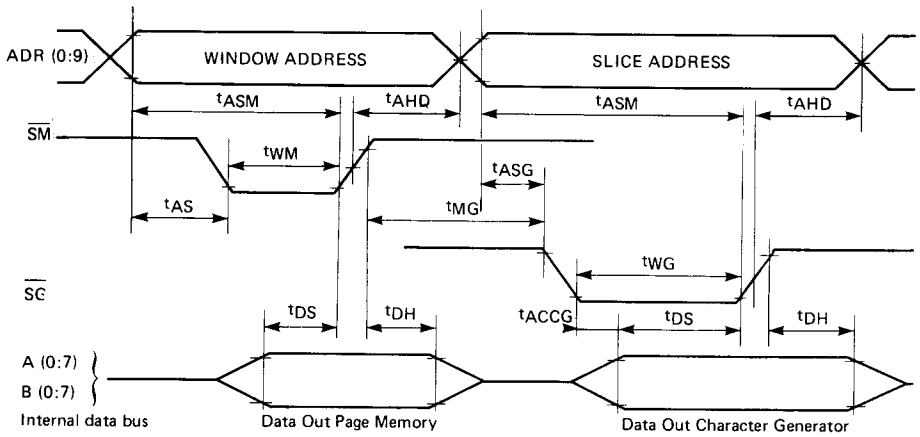 ADR (0:9)
WINDOW ADDRESS
SLICE ADDRESS
tASM
tAHD
tASM
tAHD
SM
tWM
tASG
tAS
tMG
tWG
SG
tACCG
tDS
tDH
tDS
tDH
A (0:7)
B (0:7)
Internal data bus
Data Out Page Memory
Data Out Character Generator